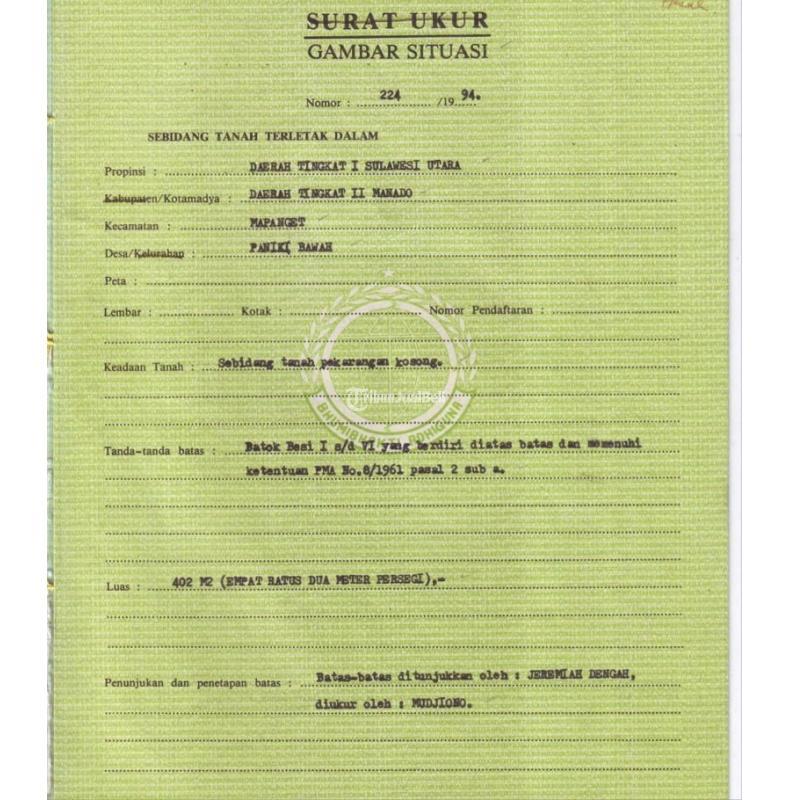 SURAT UKUR
GAMBAR SITUASI
Nomor : 224 /19 94.
SEBIDANG TANAH TERLETAK DALAM
Propinsi : DAERAH TINGKAT I SULAWESI UTARA
Kabupaten/Kotamadya : DAERAH TINGKAT II MANADO
Kecamatan : MAPANGET
Desa/Kelurahan : PANIKI BAWAH
Peta :
Lembar : Kotak : Nomor Pendaftaran :
Keadaan Tanah : Sebidang tanah pekarangan kosong.
Tanda-tanda batas : Batok Besi I s/d VI yang terdiri diatas batas dan memenuhi
ketentuan PMA No.8/1961 pasal 2 sub a.
Luas : 402 M2 (EMPAT RATUS DUA METER PERSEGI),-
Penunjukan dan penetapan batas : Batas-batas ditunjukkan oleh : JEREMIAH DENGAH,
diukur oleh : MUDJIONO.